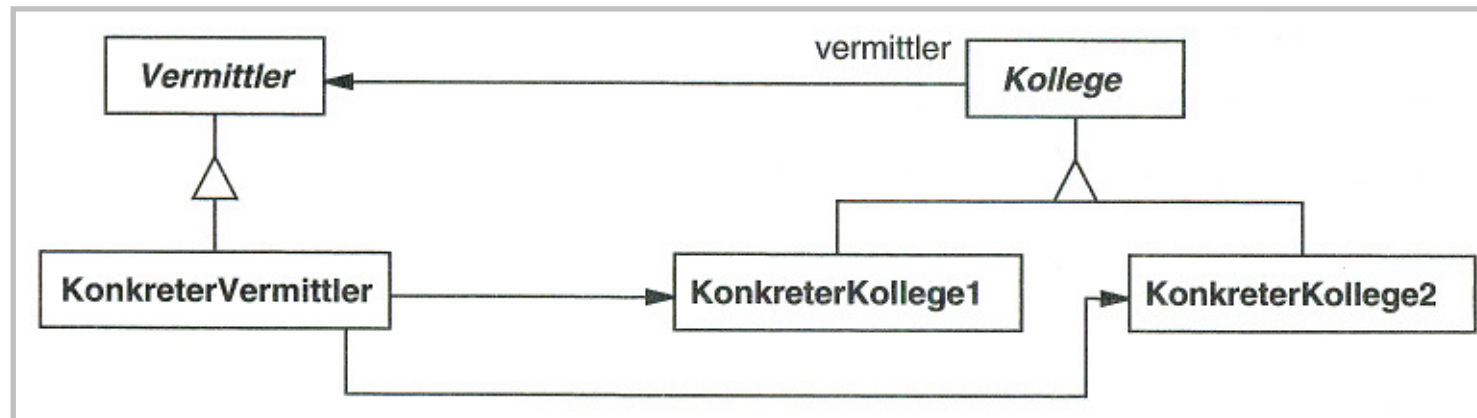 Vermittler
vermittler
Kollege
KonkreterVermittler
KonkreterKollege1
KonkreterKollege2